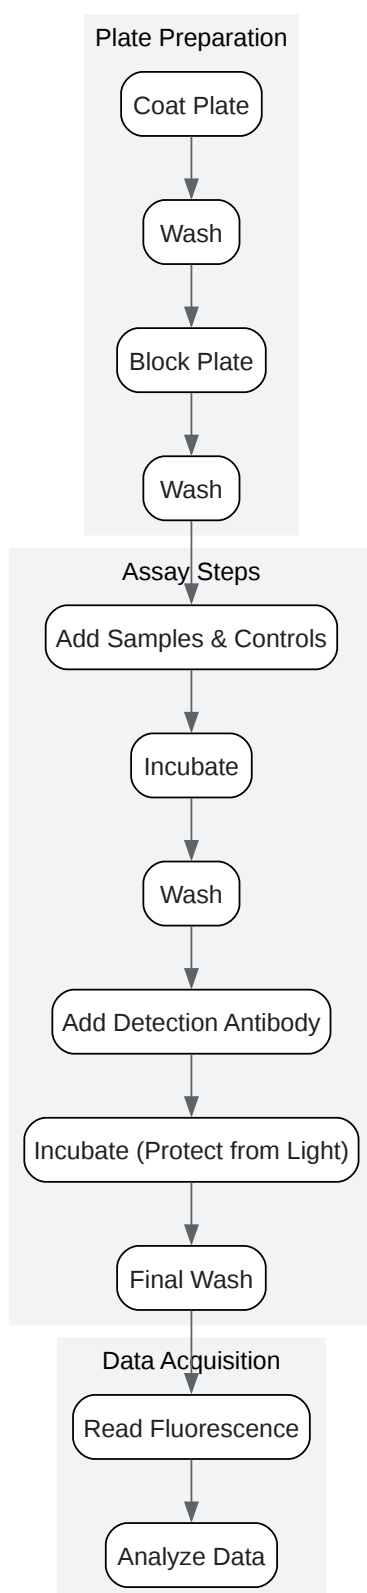 Plate Preparation
Coat Plate
Wash
Block Plate
Wash
Assay Steps
Add Samples & Controls
Incubate
Wash
Add Detection Antibody
Incubate (Protect from Light)
Final Wash
Data Acquisition
Read Fluorescence
Analyze Data